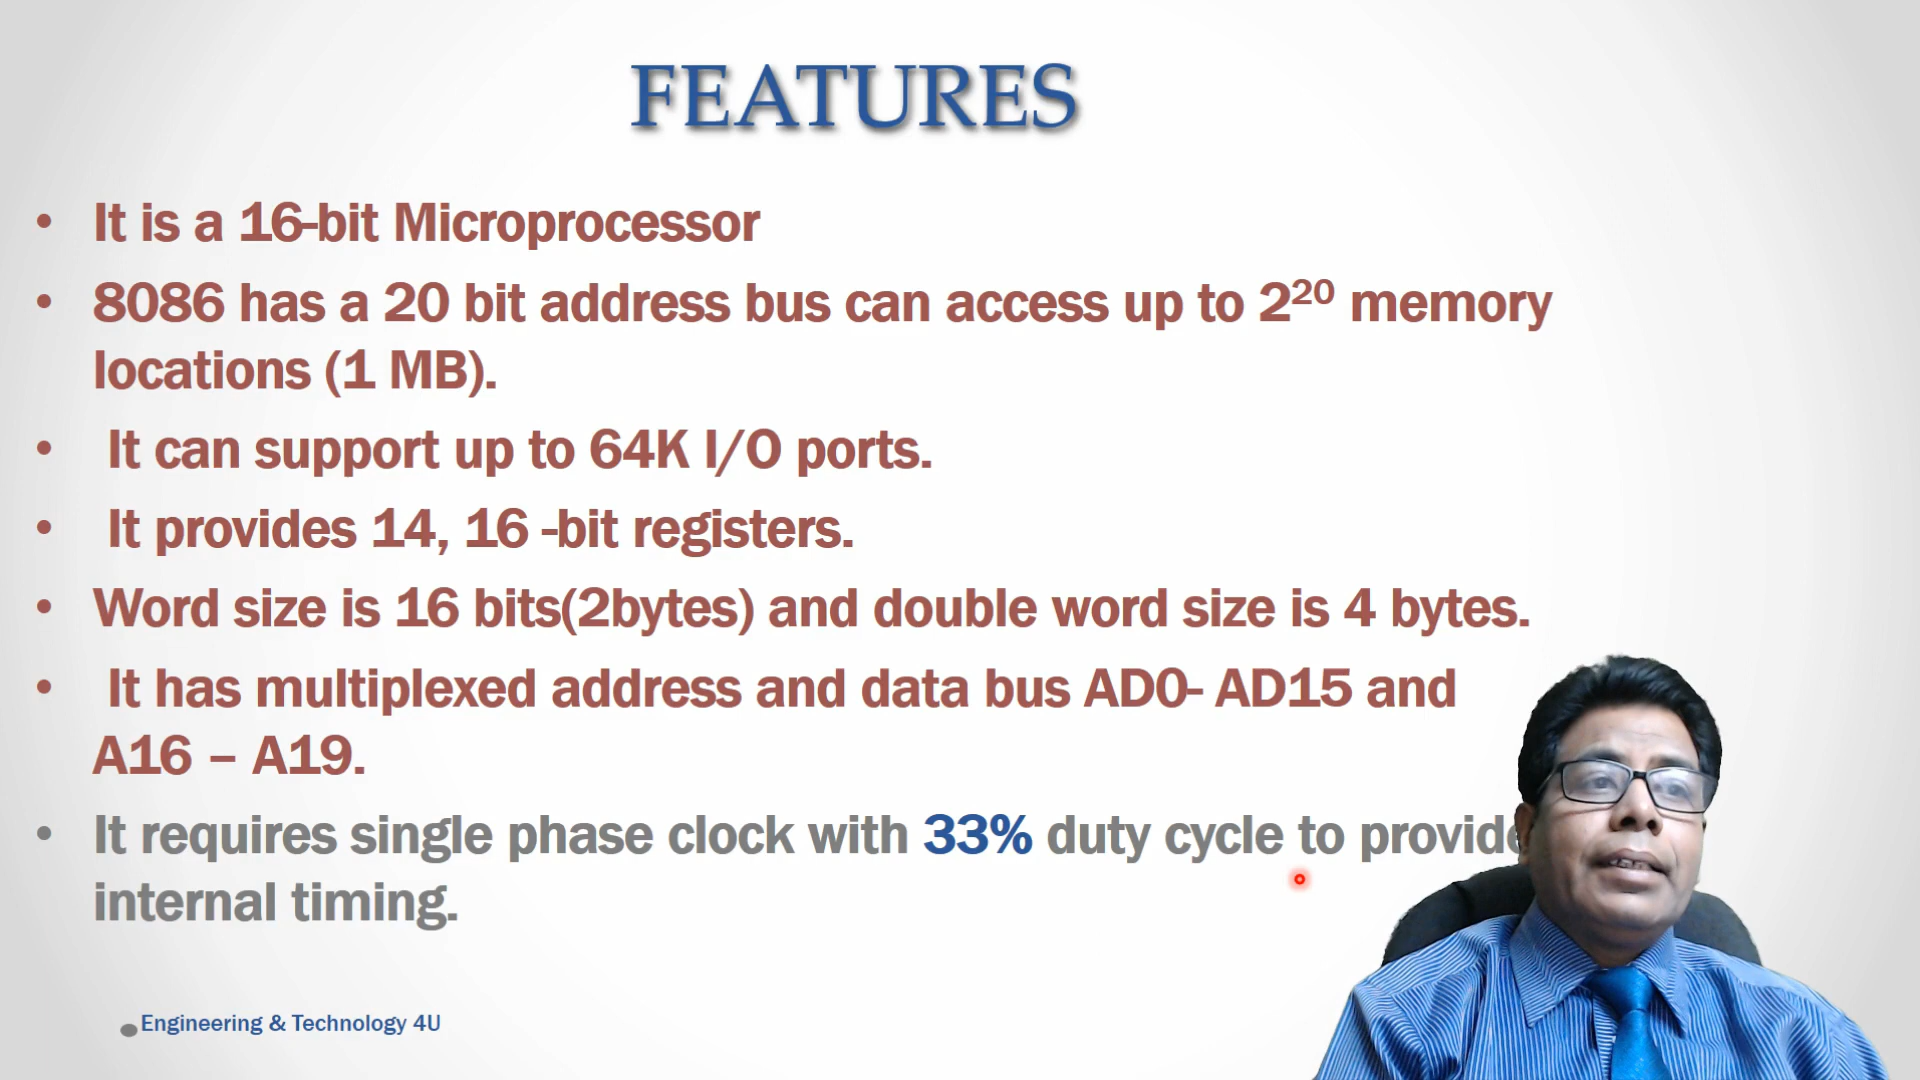 FEATURES
• It is a 16-bit Microprocessor
• 8086 has a 20 bit address bus can access up to 2²⁰ memory
locations (1 MB).
• It can support up to 64K I/O ports.
• It provides 14, 16 -bit registers.
• Word size is 16 bits(2bytes) and double word size is 4 bytes.
• It has multiplexed address and data bus AD0- AD15 and
A16 – A19.
• It requires single phase clock with 33% duty cycle to provide
internal timing.
Engineering & Technology 4U